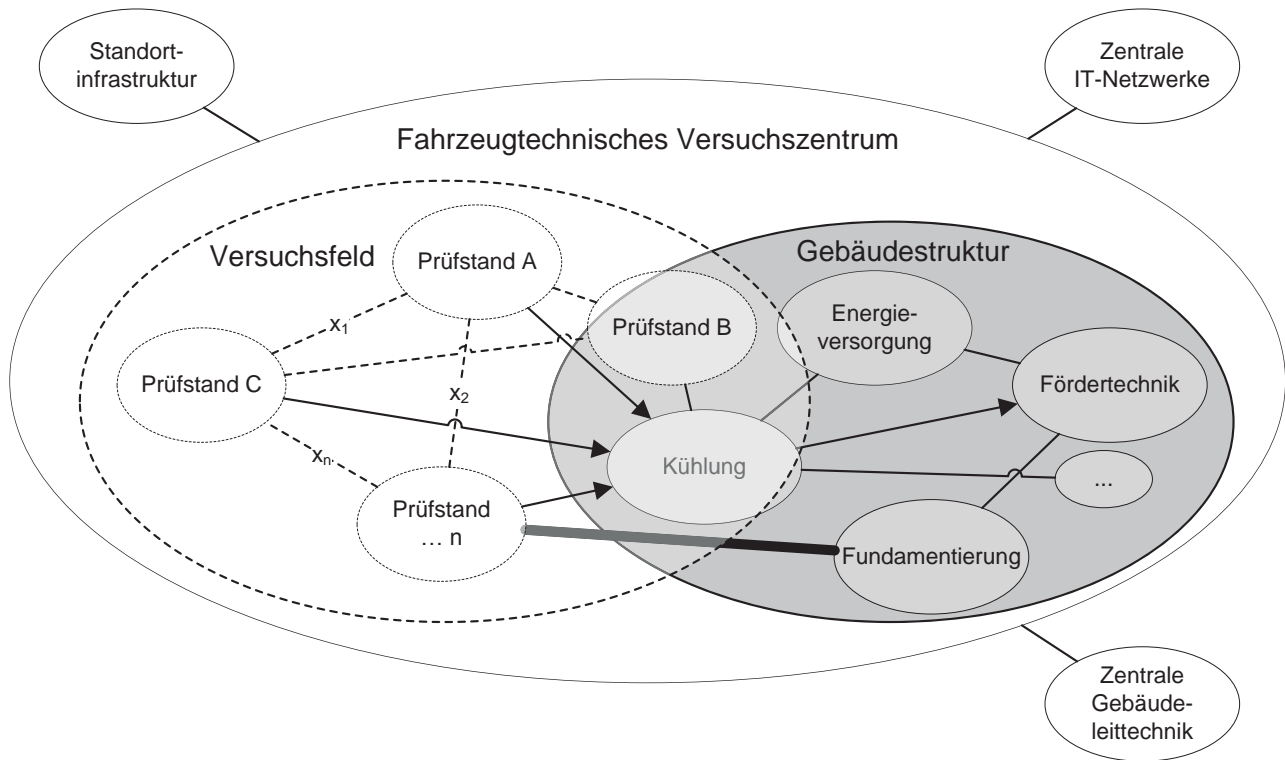 Standort-
infrastruktur
Zentrale
IT-Netzwerke
Fahrzeugtechnisches Versuchszentrum
Versuchsfeld
Prüfstand A
Gebäudestruktur
Prüfstand B
Energie-
versorgung
x1
Prüfstand C
Fördertechnik
x2
xn
Kühlung
...
Prüfstand
... n
Fundamentierung
Zentrale
Gebäude-
leittechnik